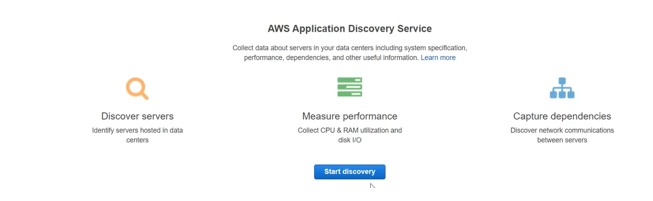 AWS Application Discovery Service
Collect data about servers in your data centers including system specification,
performance, dependencies, and other useful information. Learn more
Discover servers
Identify servers hosted in data
centers
Measure performance
Collect CPU & RAM utilization and
disk I/O
Capture dependencies
Discover network communications
between servers
Start discovery